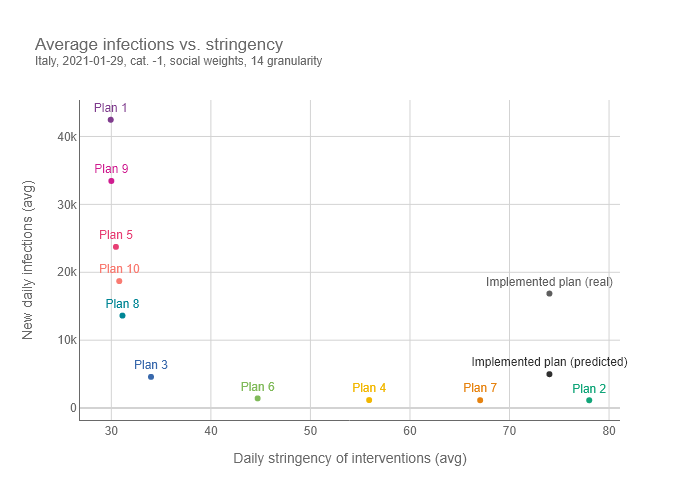 Average infections vs. stringency
Italy, 2021-01-29, cat. -1, social weights, 14 granularity
Plan 1
40k
Plan 9
30k
Plan 5
Plan 10
20k
Implemented plan (real)
Plan 8
10k
Implemented plan (predicted)
Plan 3
Plan 6
Plan 4
Plan 7
Plan 2
0
New daily infections (avg)
30
40
50
60
70
80
Daily stringency of interventions (avg)